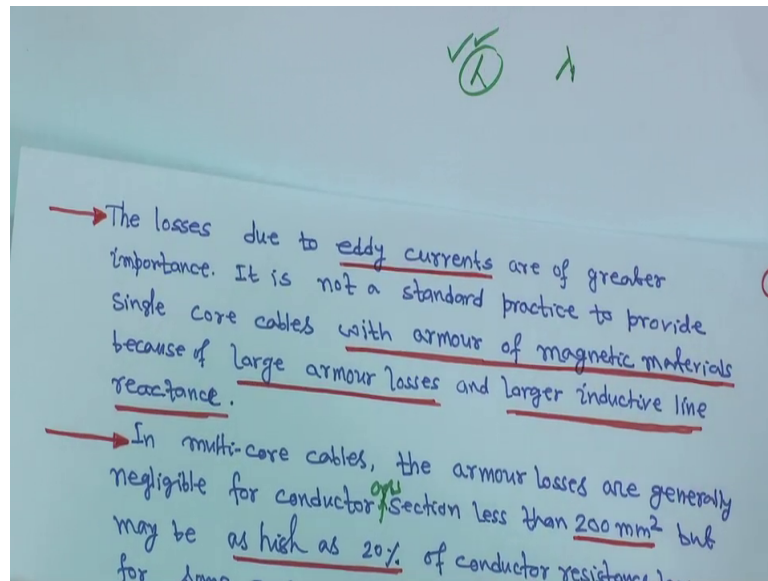 λ λ
The losses due to eddy currents are of greater
importance. It is not a standard practice to provide
single core cables with armour of magnetic materials
because of large armour losses and larger inductive line
reactance.
In multi-core cables, the armour losses are generally
negligible for conductor section less than 200 mm² but
may be as high as 20% of conductor resistance
for